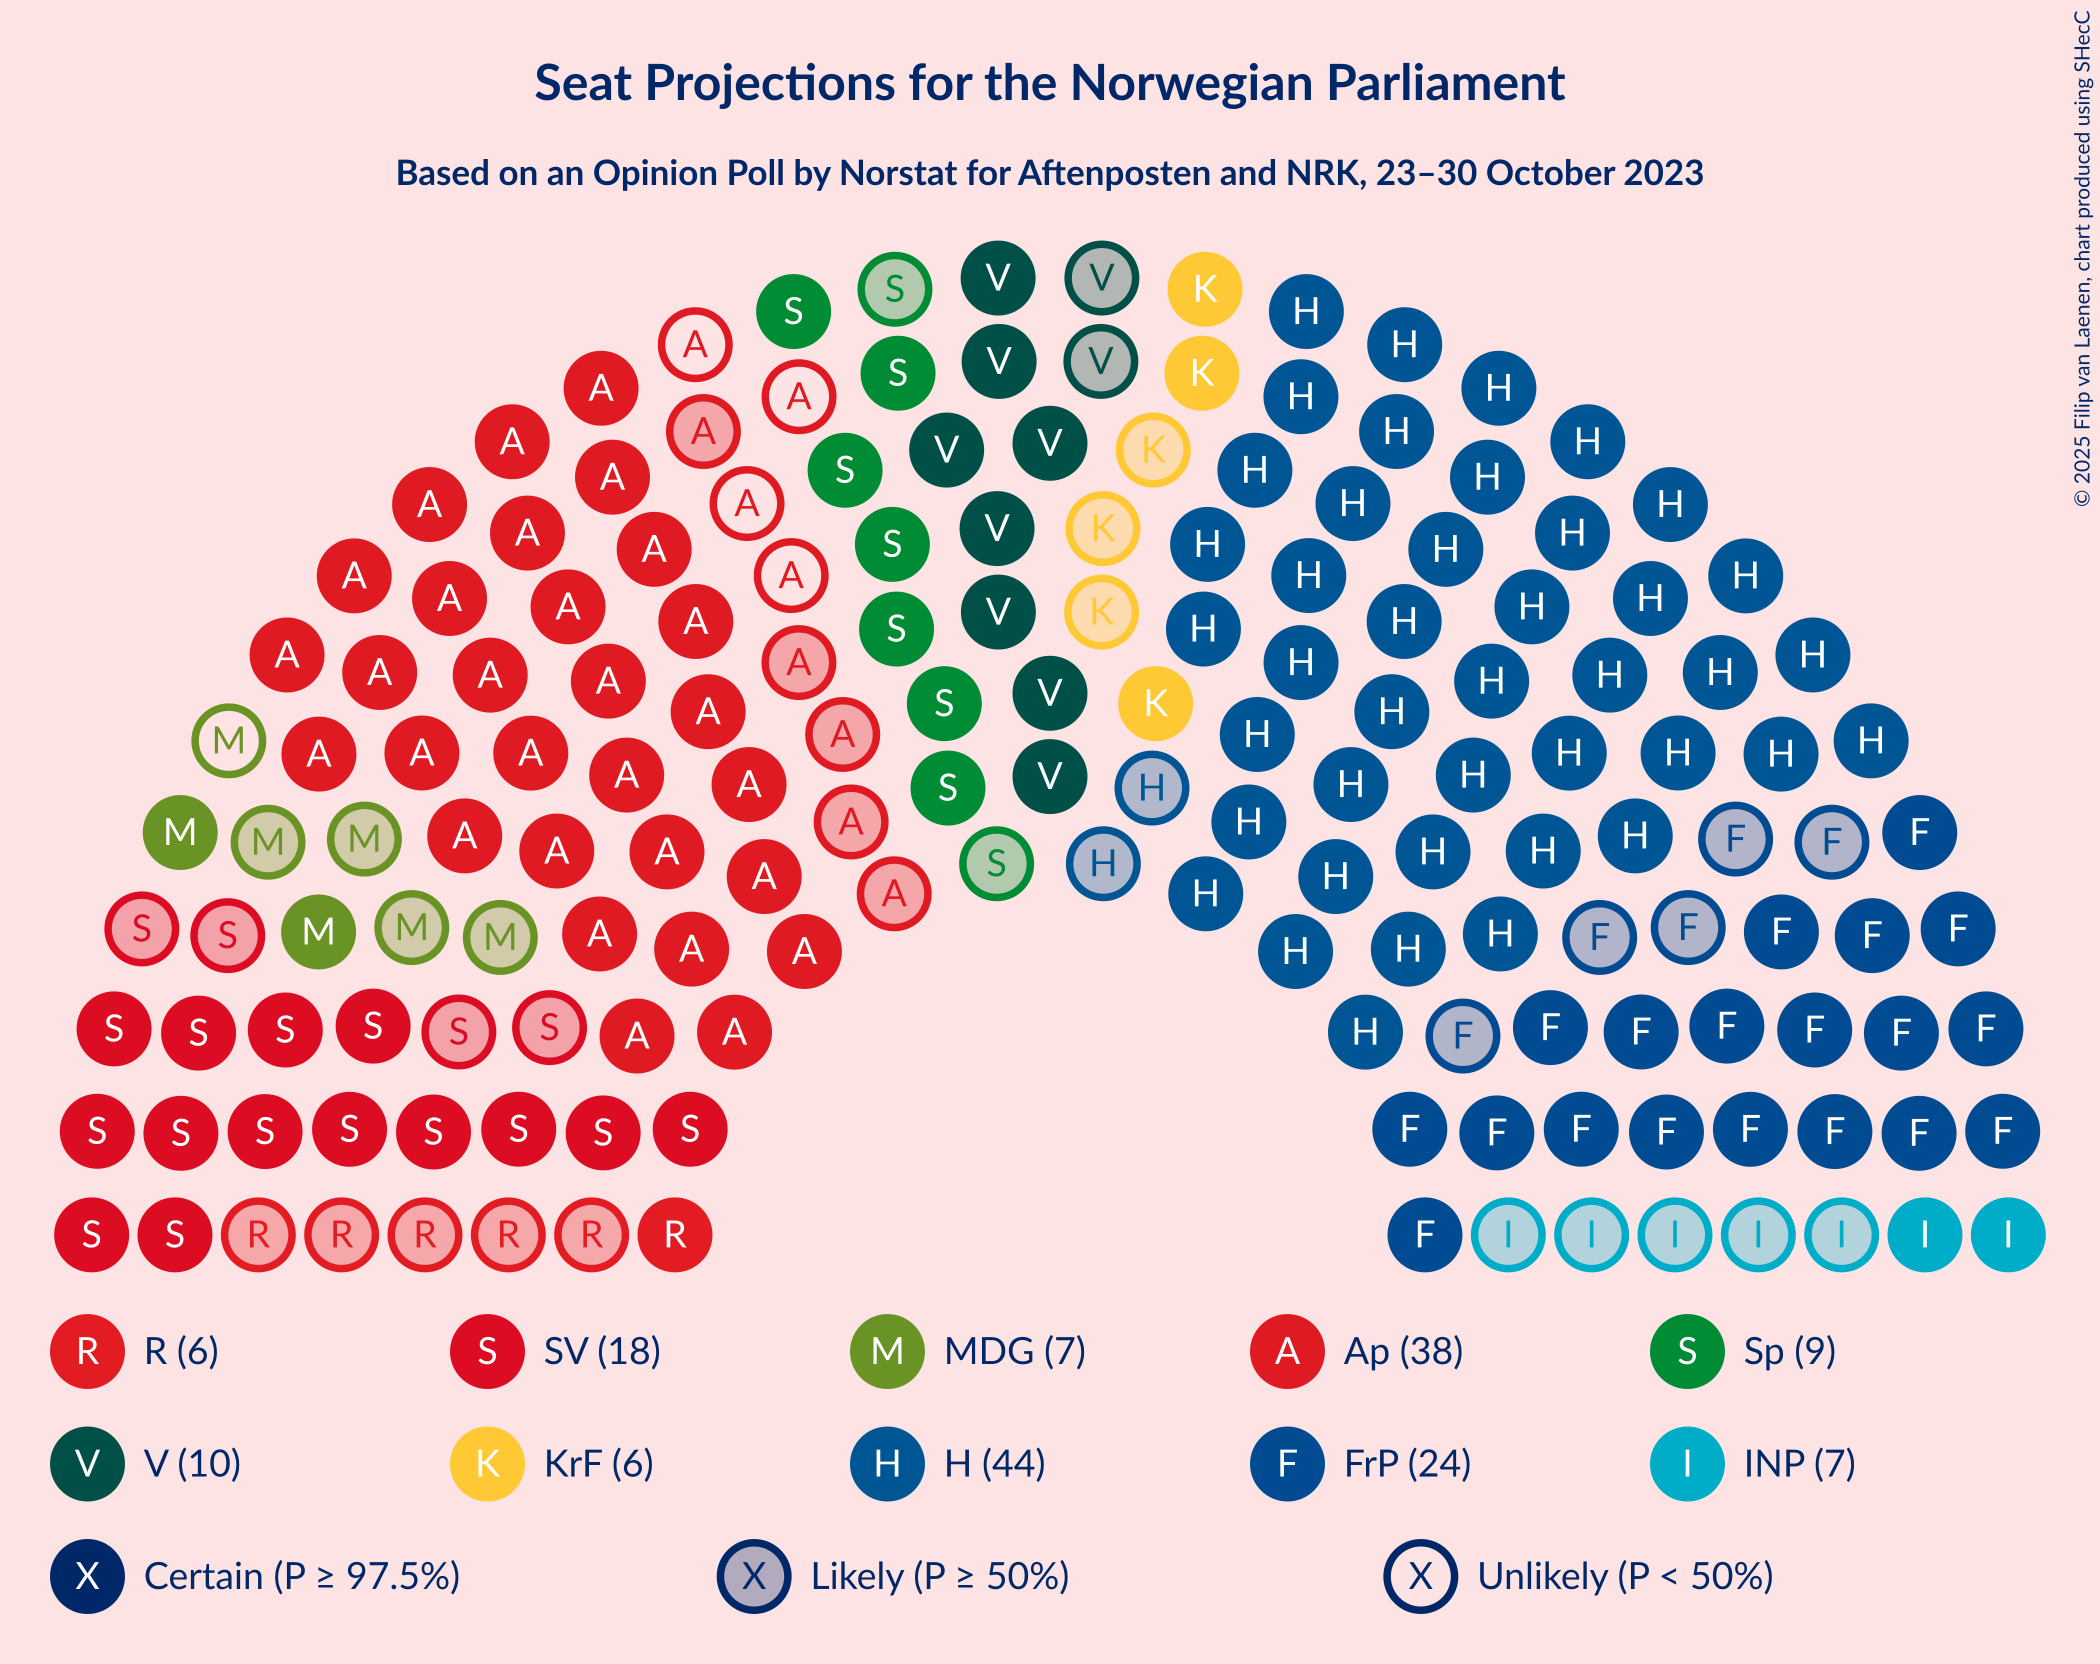 Seat Projections for the Norwegian Parliament
Based on an Opinion Poll by Norstat for Aftenposten and NRK, 23–30 October 2023
© 2025 Filip van Laenen, chart produced using SHecC
V V
S K
S H
A V V H
S K
A A H H
A A V V K H H
A S H
A A H H
A A V K H H
A S H
A A A V K H H H
A A S H H
A A A V K H H H
A A S H H
M A A A A A V H H H H H H
A A S H H
M M M A A A A A S H H H H H F F F
S S M M M A A A A H H H F F F F F
S S S S S S A A H F F F F F F F
S S S S S S S S F F F F F F F F
S S R R R R R R F I I I I I I I
R R (6) S SV (18) M MDG (7) A Ap (38) S Sp (9)
V V (10) K KrF (6) H H (44) F FrP (24) I INP (7)
X Certain (P ≥ 97.5%) X Likely (P ≥ 50%) X Unlikely (P < 50%)